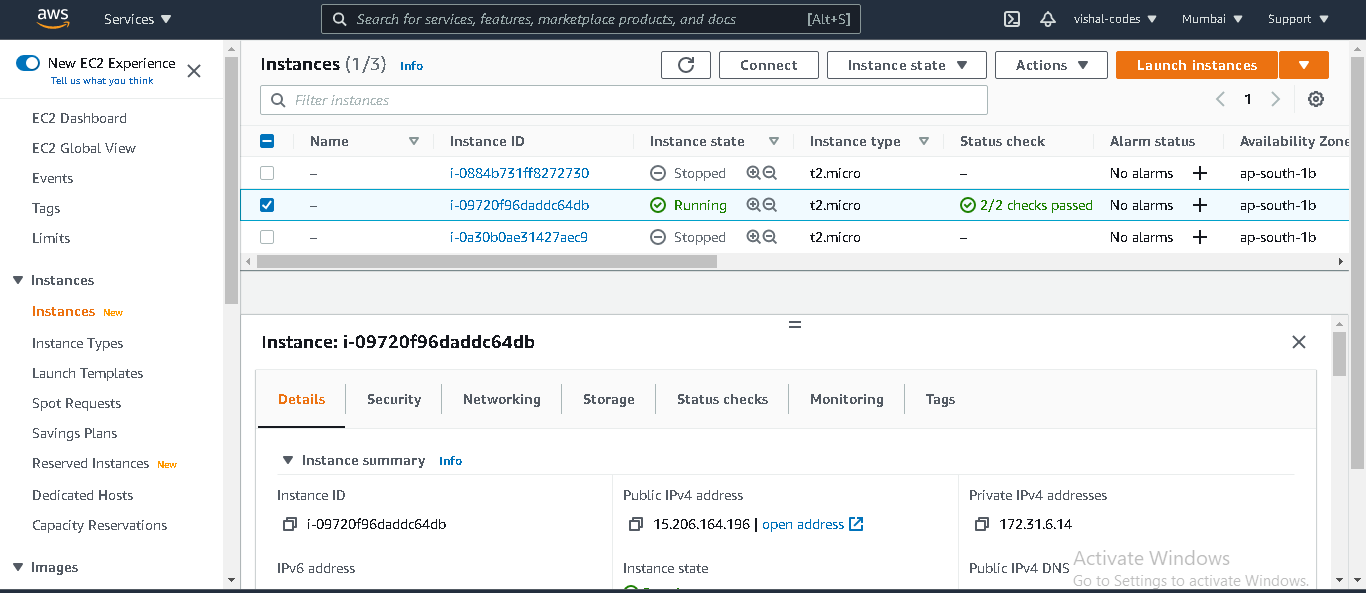 aws Services Search for services, features, marketplace products, and docs [Alt+S] vishal-codes Mumbai Support
New EC2 Experience
Tell us what you think
EC2 Dashboard
EC2 Global View
Events
Tags
Limits
Instances
Instances New
Instance Types
Launch Templates
Spot Requests
Savings Plans
Reserved Instances New
Dedicated Hosts
Capacity Reservations
Images
Instances (1/3) Info Connect Instance state Actions Launch instances
Filter instances 1
Name Instance ID Instance state Instance type Status check Alarm status Availability Zone
– i-0884b731ff8272730 Stopped t2.micro – No alarms + ap-south-1b
– i-09720f96daddc64db Running t2.micro 2/2 checks passed No alarms + ap-south-1b
– i-0a30b0ae31427aec9 Stopped t2.micro – No alarms + ap-south-1b
Instance: i-09720f96daddc64db
Details Security Networking Storage Status checks Monitoring Tags
Instance summary Info
Instance ID Public IPv4 address Private IPv4 addresses
i-09720f96daddc64db 15.206.164.196 | open address 172.31.6.14
IPv6 address Instance state Public IPv4 DNS
Activate Windows
Go to Settings to activate Windows.